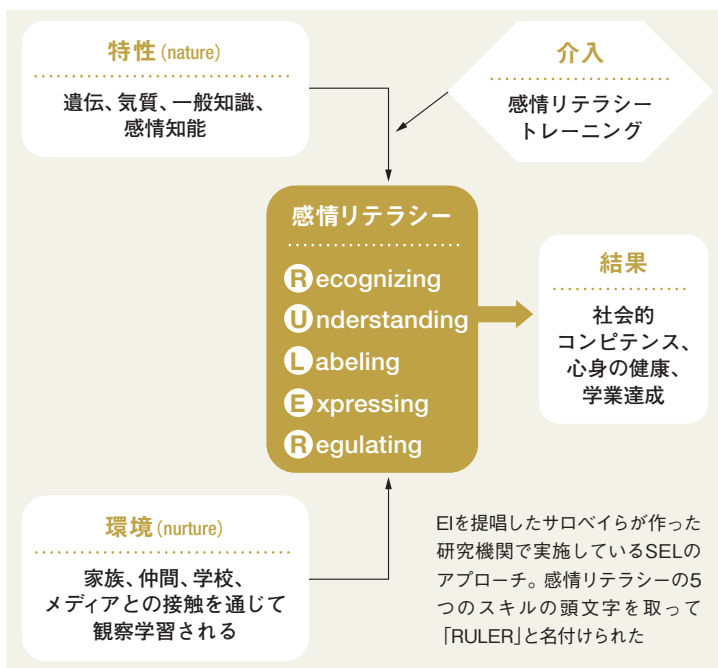 特性(nature)
遺伝、気質、一般知識、
感情知能
介入
感情リテラシー
トレーニング
感情リテラシー
Recognizing
Understanding
Labeling
Expressing
Regulating
結果
社会的
コンピテンス、
心身の健康、
学業達成
環境(nurture)
家族、仲間、学校、
メディアとの接触を通じて
観察学習される
EIを提唱したサロベイらが作った
研究機関で実施しているSELの
アプローチ。感情リテラシーの5
つのスキルの頭文字を取って
「RULER」と名付けられた